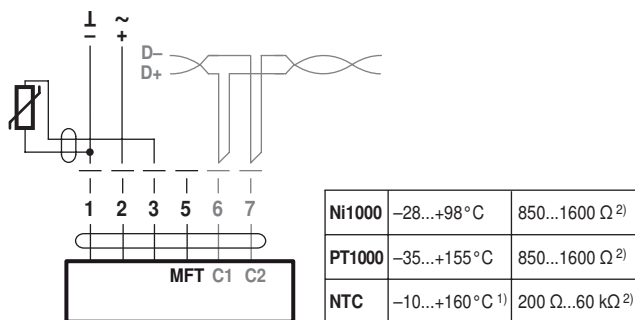 ⊥ ~
– +
D–
D+
1 2 3 5 6 7
MFT C1 C2
Ni1000 –28...+98°C 850...1600 Ω 2)
PT1000 –35...+155°C 850...1600 Ω 2)
NTC –10...+160°C 1) 200 Ω...60 kΩ 2)